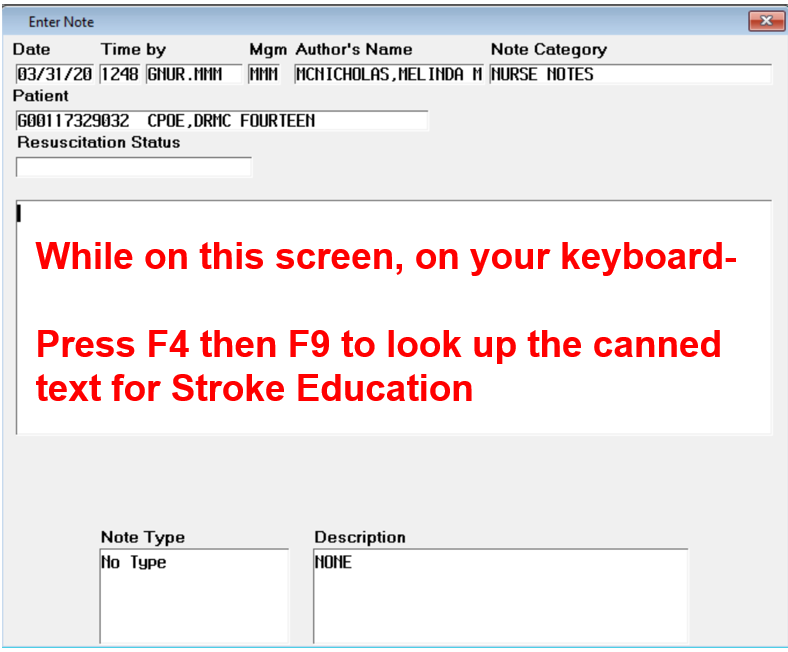 Enter Note
Date Time by Mgm Author's Name Note Category
03/31/20 1248 GNUR.MMM MMM MCNICHOLAS,MELINDA M NURSE NOTES
Patient
G00117329032 CPOE,DRMC FOURTEEN
Resuscitation Status
While on this screen, on your keyboard-
Press F4 then F9 to look up the canned
text for Stroke Education
Note Type Description
No Type NONE